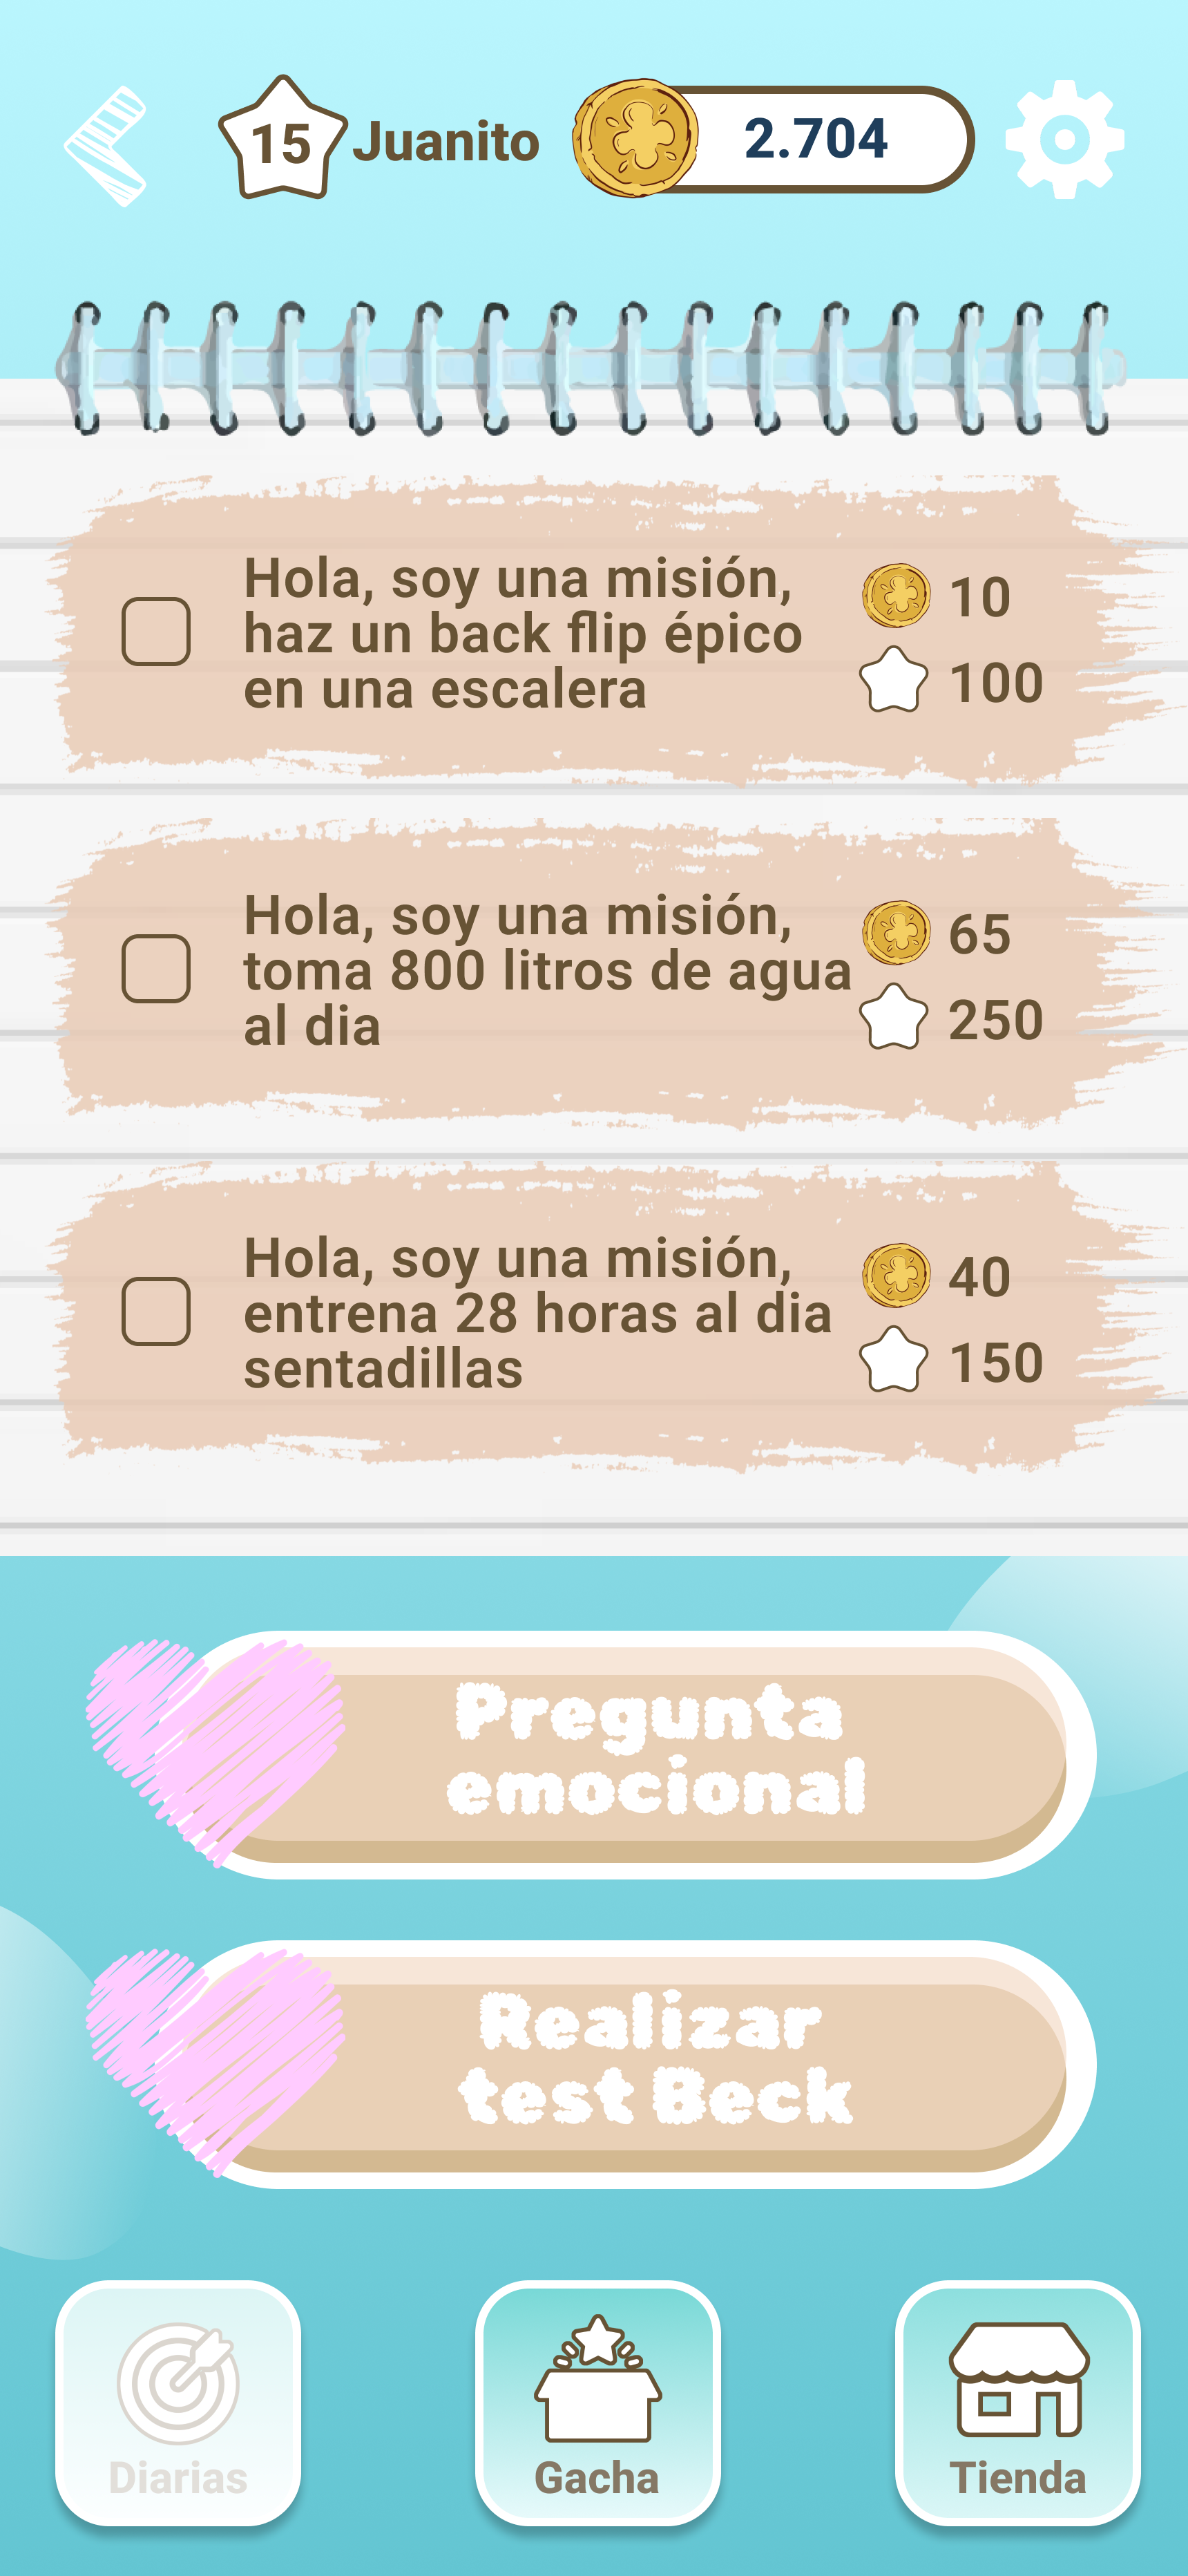 15 Juanito 2.704
Hola, soy una misión,
haz un back flip épico
en una escalera
10
100
Hola, soy una misión,
toma 800 litros de agua
al dia
65
250
Hola, soy una misión,
entrena 28 horas al dia
sentadillas
40
150
Pregunta
emocional
Realizar
test Beck
Diarias
Gacha
Tienda